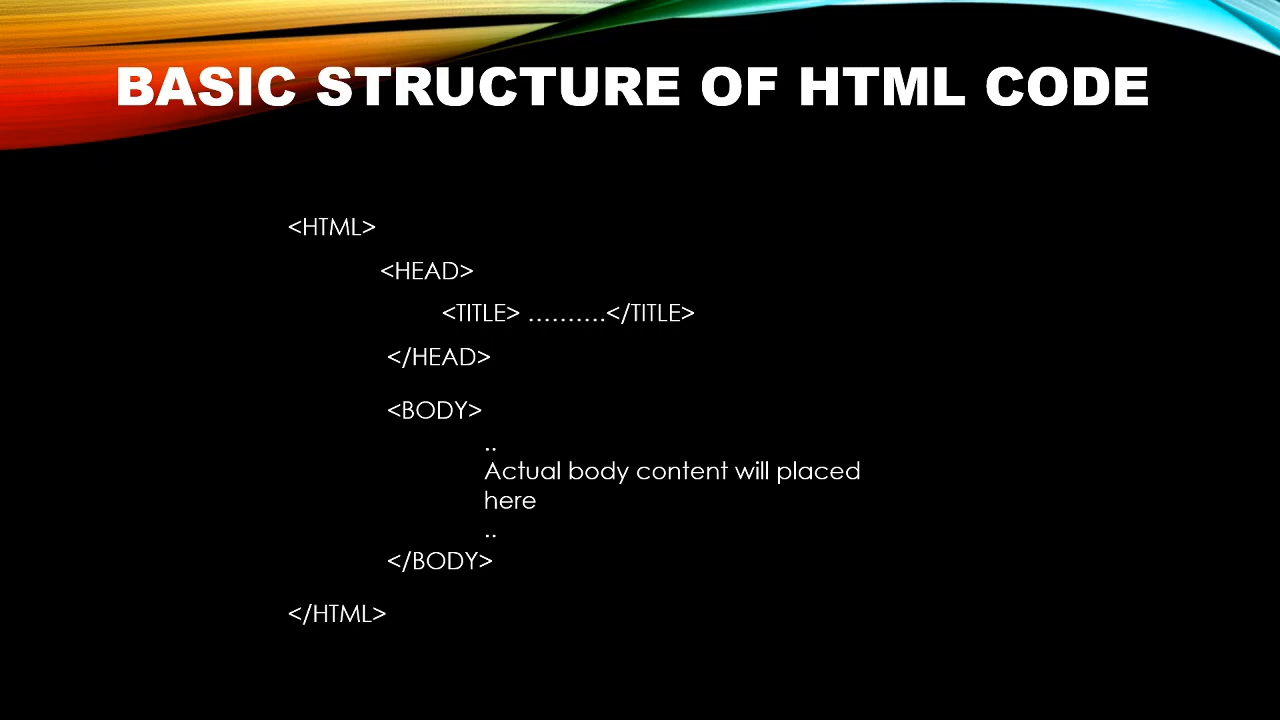 BASIC STRUCTURE OF HTML CODE
<HTML>
<HEAD>
<TITLE> ..........</TITLE>
</HEAD>
<BODY>
..
Actual body content will placed
here
..
</BODY>
</HTML>